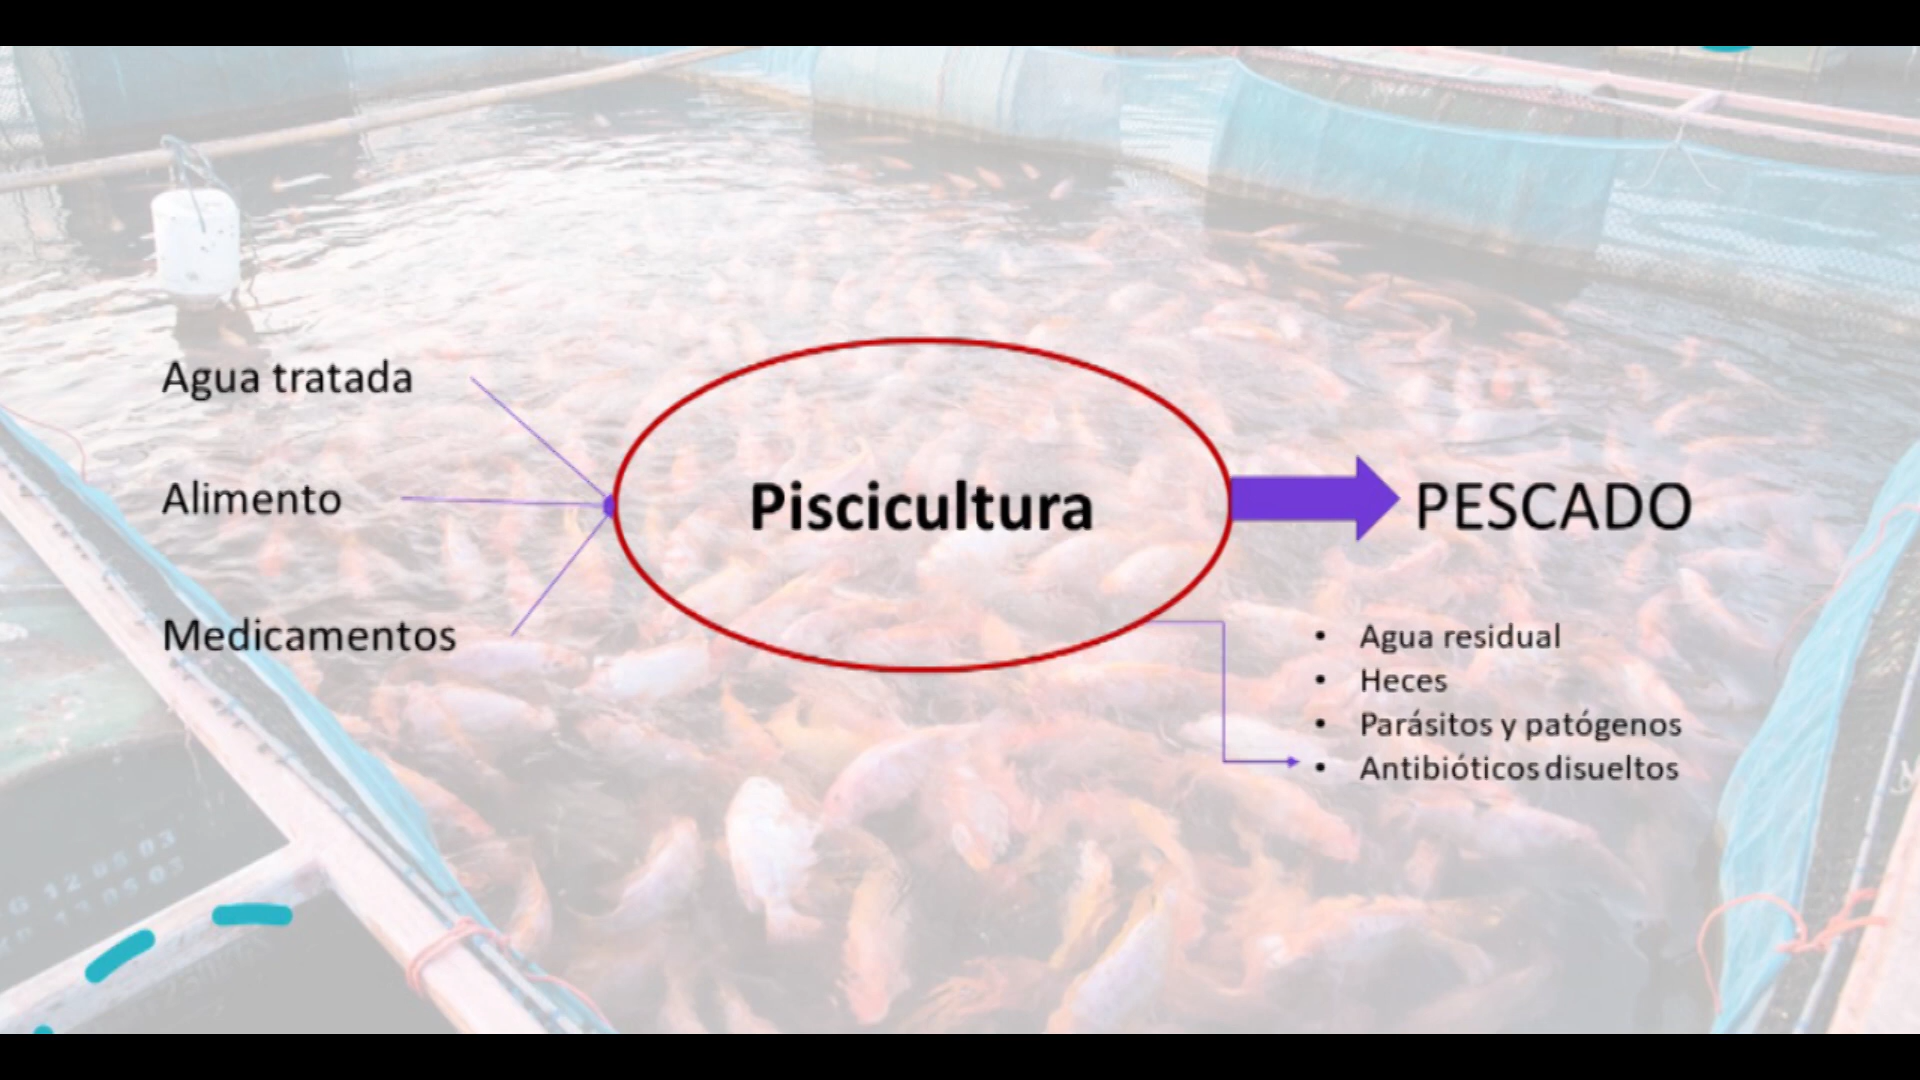 Agua tratada
Alimento
Medicamentos
Piscicultura
PESCADO
• Agua residual
• Heces
• Parásitos y patógenos
• Antibióticos disueltos